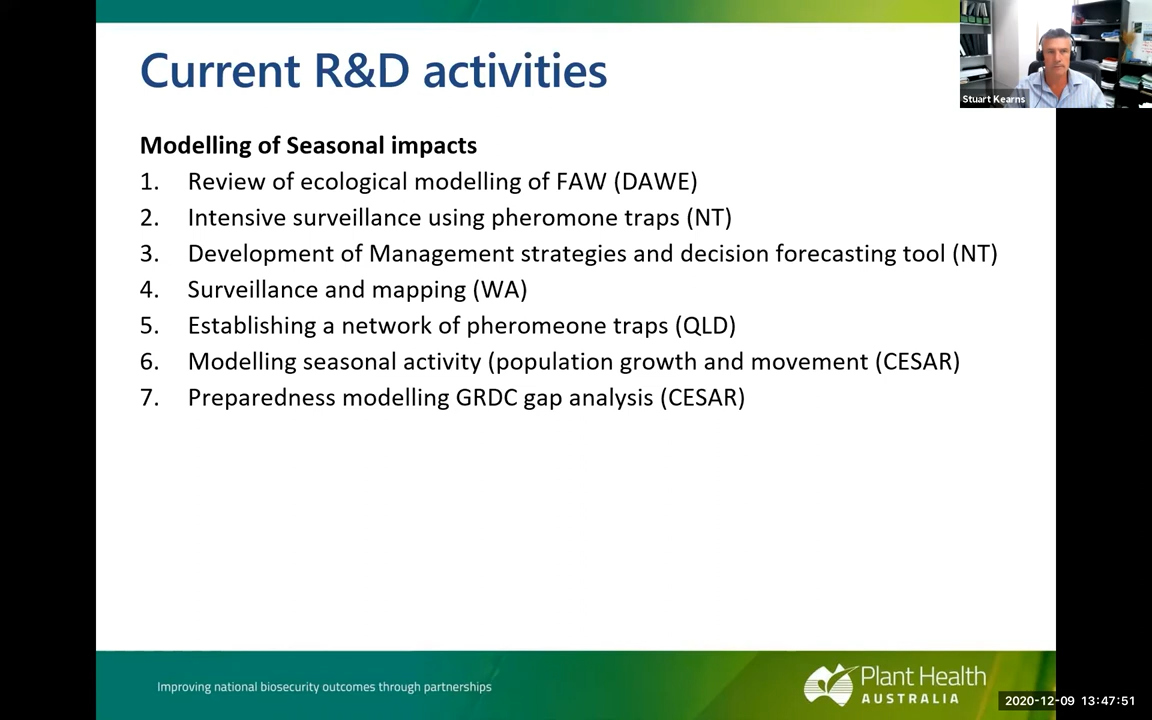 Current R&D activities
Stuart Kearns
Modelling of Seasonal impacts
1. Review of ecological modelling of FAW (DAWE)
2. Intensive surveillance using pheromone traps (NT)
3. Development of Management strategies and decision forecasting tool (NT)
4. Surveillance and mapping (WA)
5. Establishing a network of pheromeone traps (QLD)
6. Modelling seasonal activity (population growth and movement (CESAR)
7. Preparedness modelling GRDC gap analysis (CESAR)
Improving national biosecurity outcomes through partnerships
Plant Health
AUSTRALIA
2020-12-09 13:47:51